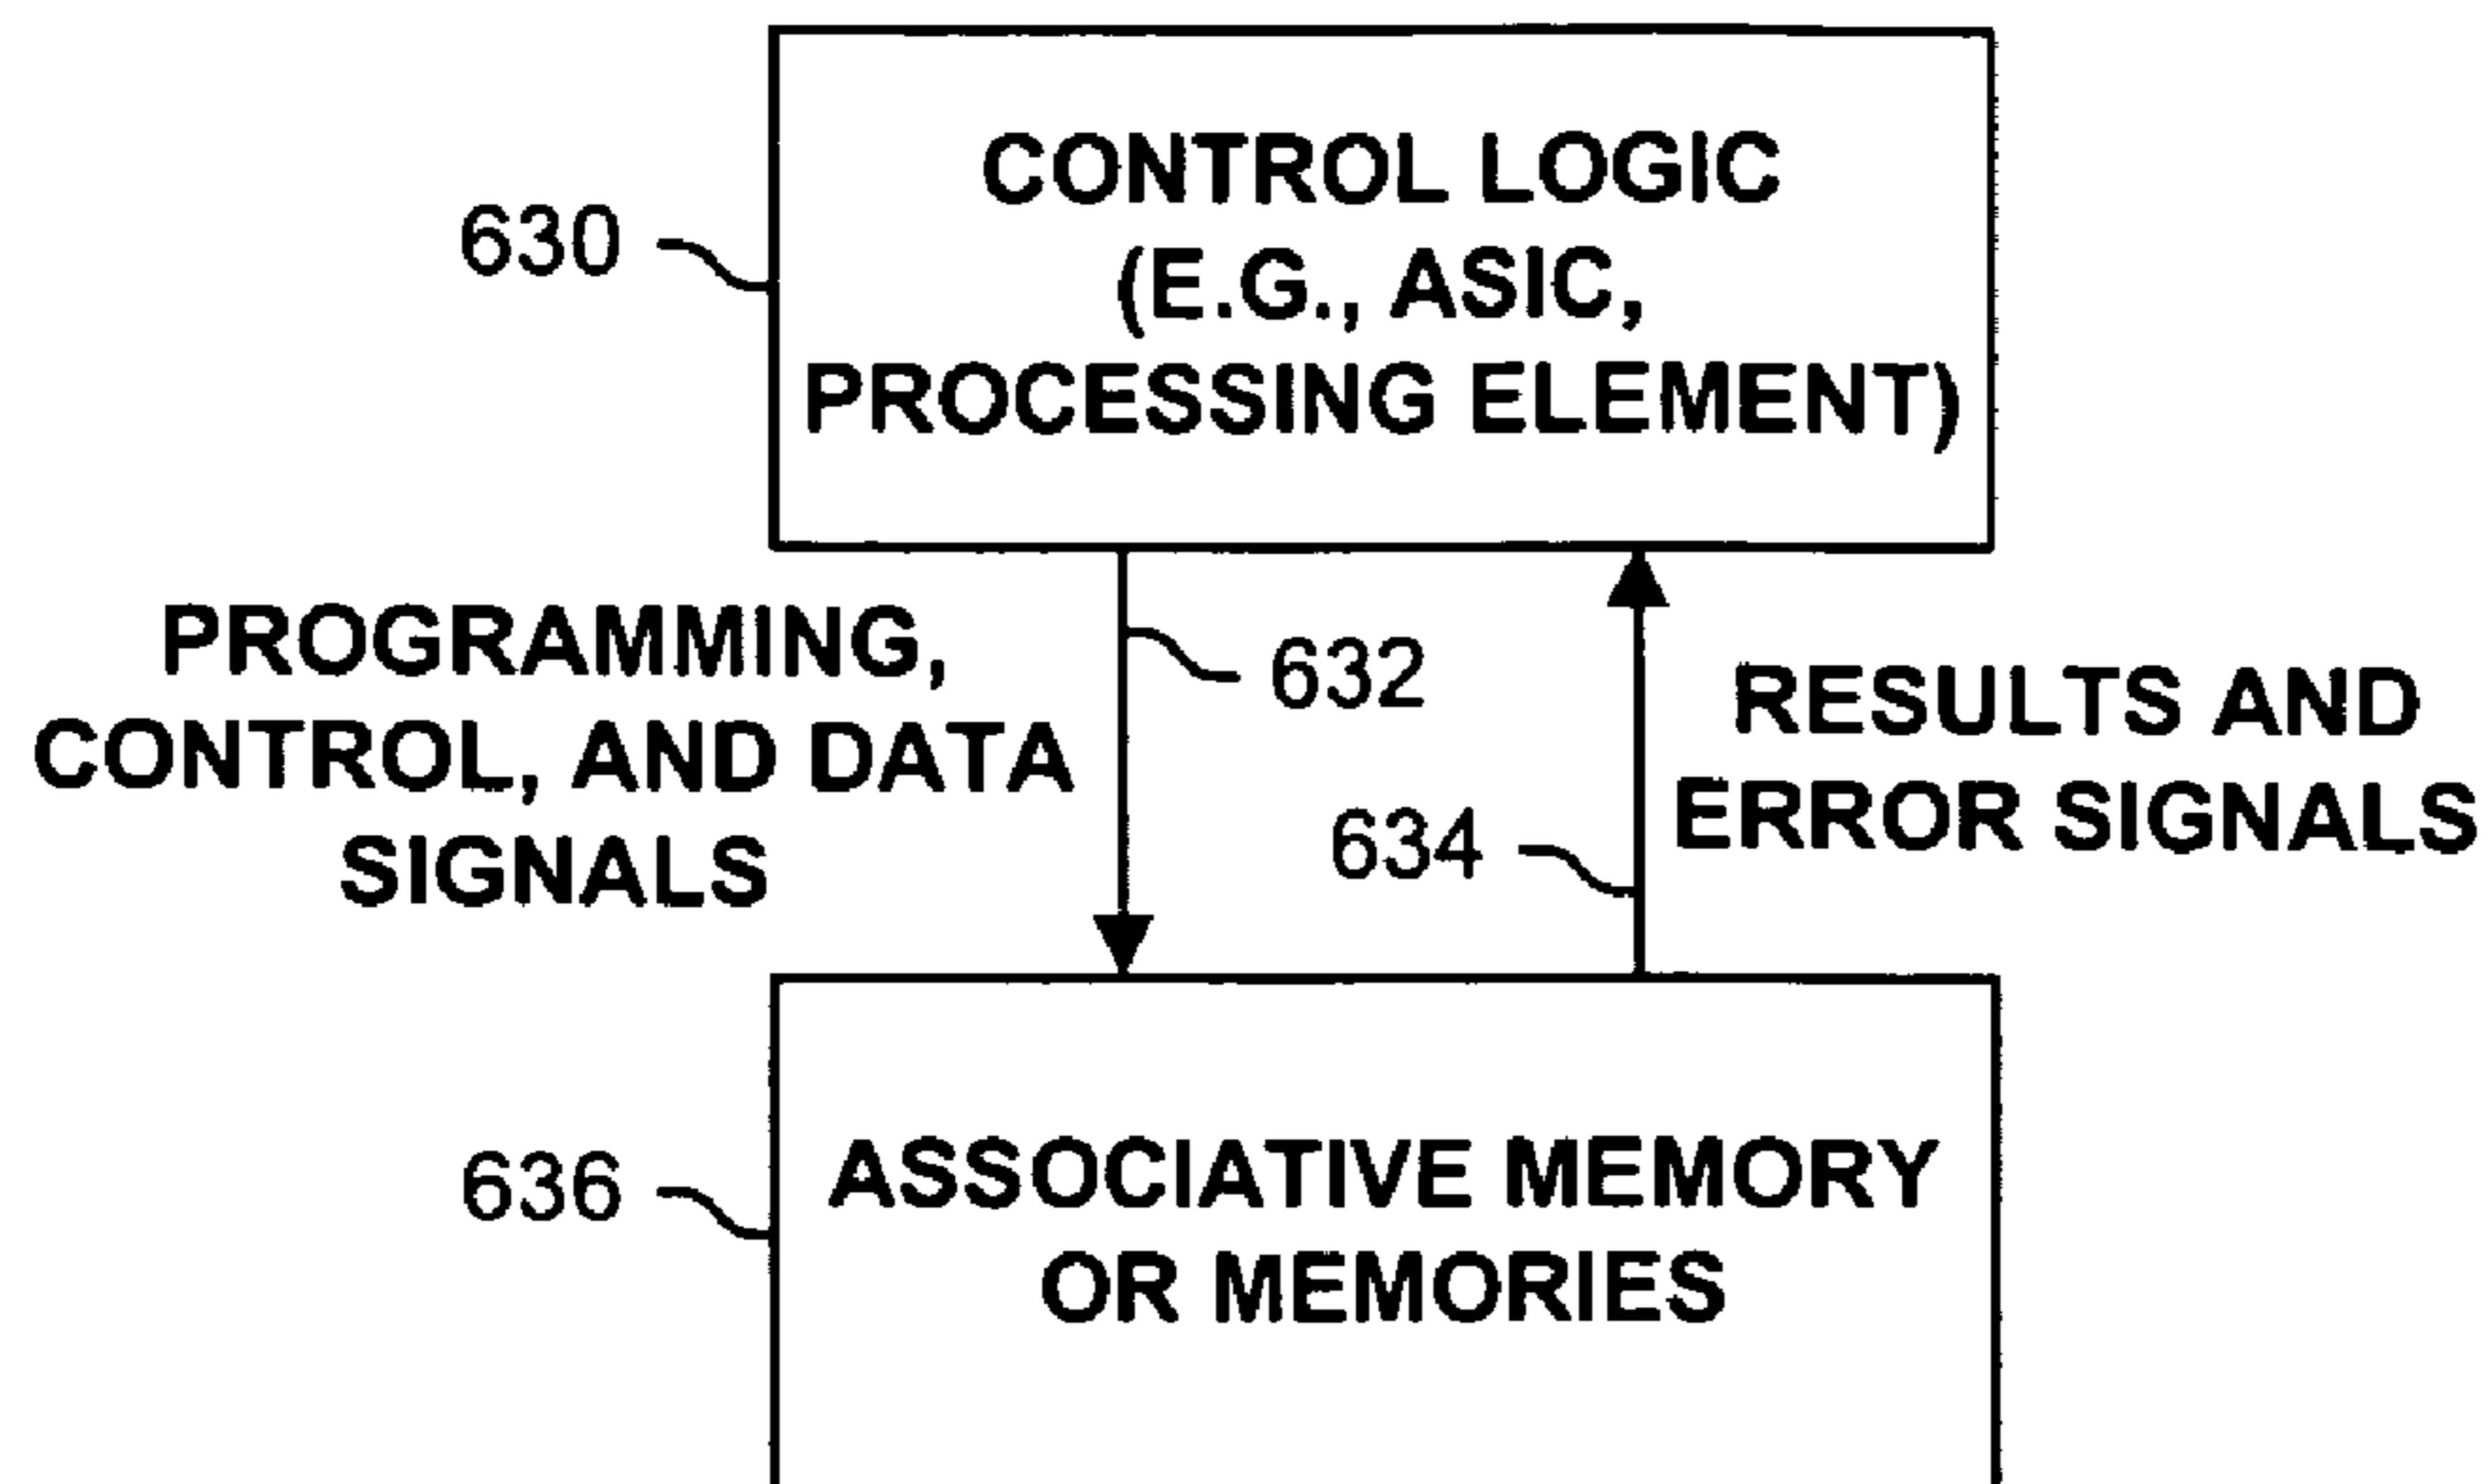 CONTROL LOGIC
(E.G., ASIC,
PROCESSING ELEMENT)
630
PROGRAMMING,
CONTROL, AND DATA
SIGNALS
632
634
RESULTS AND
ERROR SIGNALS
636
ASSOCIATIVE MEMORY
OR MEMORIES